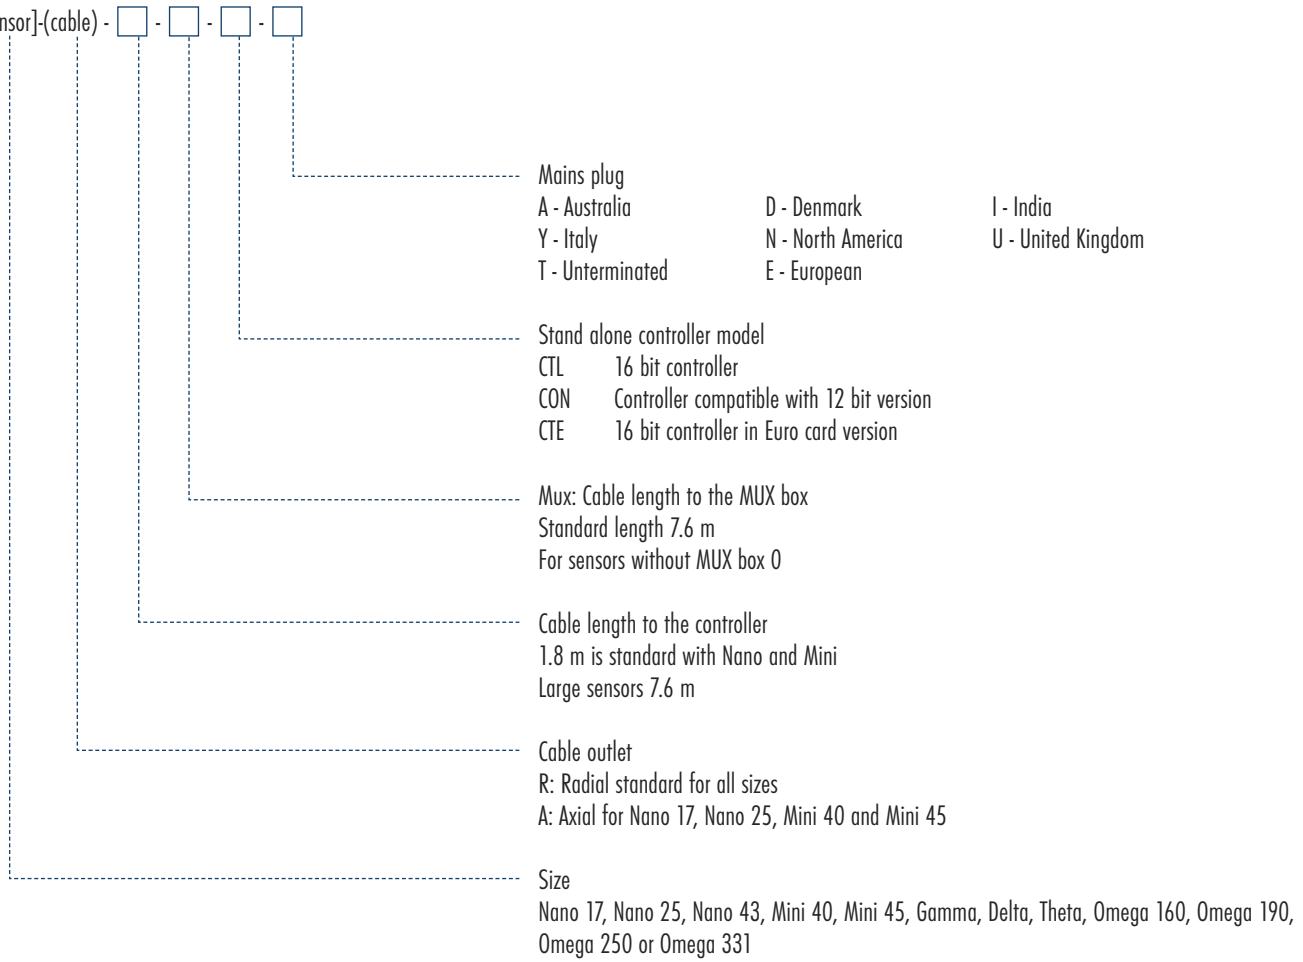 nsor]-(cable) - - - -
Mains plug
A - Australia D - Denmark I - India
Y - Italy N - North America U - United Kingdom
T - Unterminated E - European
Stand alone controller model
CTL 16 bit controller
CON Controller compatible with 12 bit version
CTE 16 bit controller in Euro card version
Mux: Cable length to the MUX box
Standard length 7.6 m
For sensors without MUX box 0
Cable length to the controller
1.8 m is standard with Nano and Mini
Large sensors 7.6 m
Cable outlet
R: Radial standard for all sizes
A: Axial for Nano 17, Nano 25, Mini 40 and Mini 45
Size
Nano 17, Nano 25, Nano 43, Mini 40, Mini 45, Gamma, Delta, Theta, Omega 160, Omega 190,
Omega 250 or Omega 331